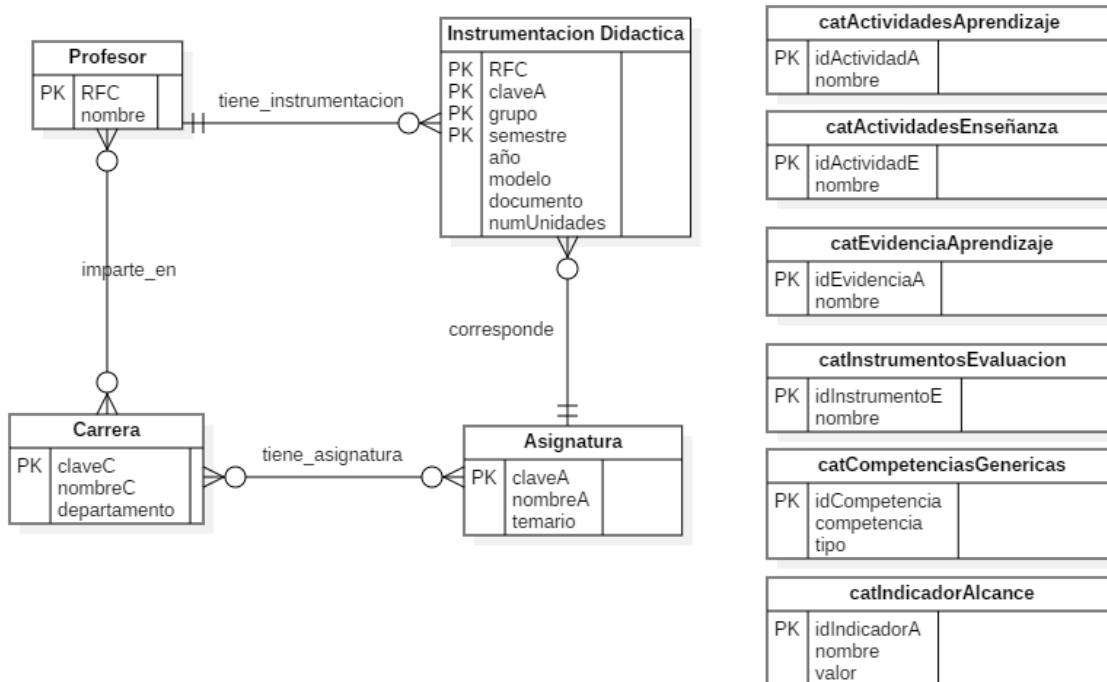 Profesor
PK RFC
nombre
tiene_instrumentacion
Instrumentacion Didactica
PK RFC
PK claveA
PK grupo
PK semestre
año
modelo
documento
numUnidades
imparte_en
corresponde
Carrera
PK claveC
nombreC
departamento
tiene_asignatura
Asignatura
PK claveA
nombreA
temario
catActividadesAprendizaje
PK idActividadA
nombre
catActividadesEnseñanza
PK idActividadE
nombre
catEvidenciaAprendizaje
PK idEvidenciaA
nombre
catInstrumentosEvaluacion
PK idInstrumentoE
nombre
catCompetenciasGenericas
PK idCompetencia
competencia
tipo
catIndicadorAlcance
PK idIndicadorA
nombre
valor